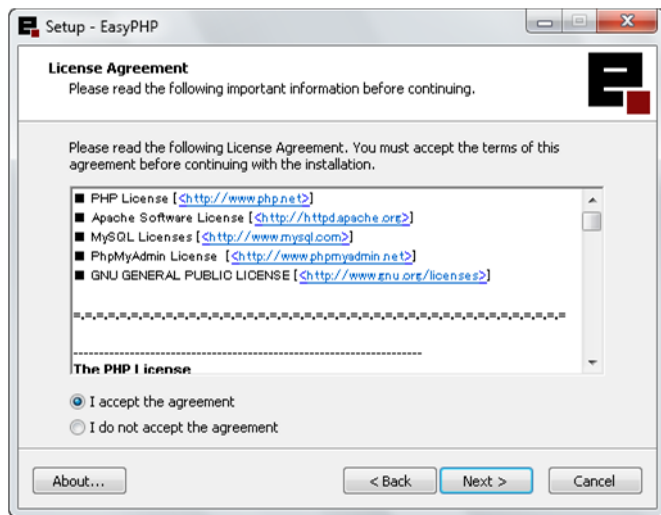 Setup - EasyPHP
License Agreement
Please read the following important information before continuing.
Please read the following License Agreement. You must accept the terms of this
agreement before continuing with the installation.
■ PHP License [<http://www.php.net>]
■ Apache Software License [<http://httpd.apache.org>]
■ MySQL Licenses [<http://www.mysql.com>]
■ PhpMyAdmin License [<http://www.phpmyadmin.net>]
■ GNU GENERAL PUBLIC LICENSE [<http://www.gnu.org/licenses>]
=-=-=-=-=-=-=-=-=-=-=-=-=-=-=-=-=-=-=-=-=-=-=-=-=-=-=-=-=-=-=-=-=-=-=-=-=
----------------------------------------------------------------------
The PHP License
I accept the agreement
I do not accept the agreement
About...
< Back
Next >
Cancel